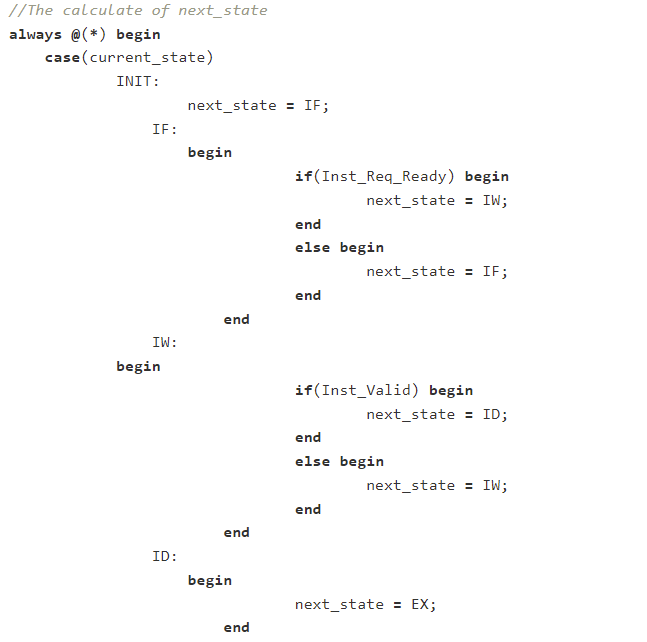 //The calculate of next_state
always @(*) begin
case(current_state)
INIT:
next_state = IF;
IF:
begin
if(Inst_Req_Ready) begin
next_state = IW;
end
else begin
next_state = IF;
end
end
IW:
begin
if(Inst_Valid) begin
next_state = ID;
end
else begin
next_state = IW;
end
end
ID:
begin
next_state = EX;
end